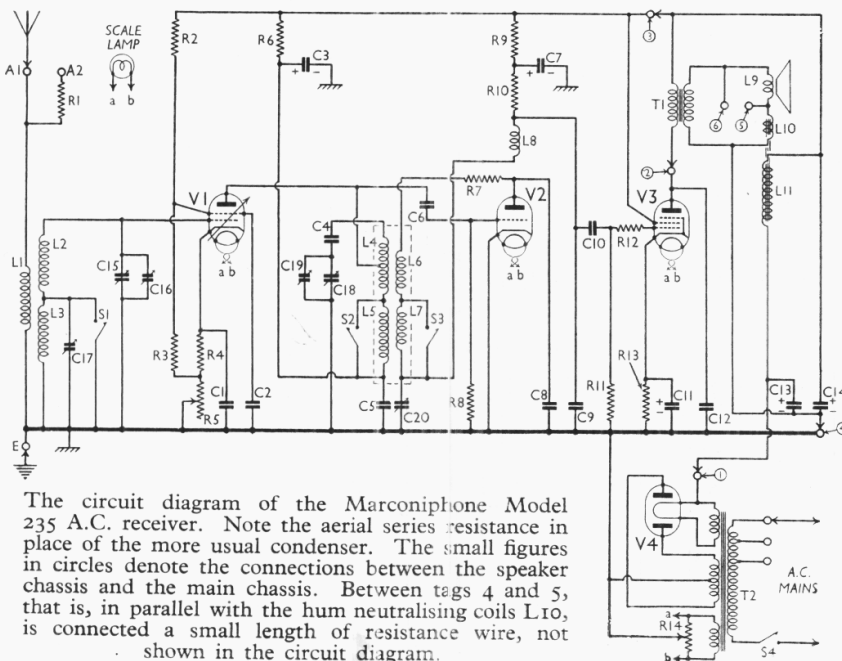 SCALE
LAMP
A1 A2
R1
a b
R2
R6
C3
+ -
R9
C7
+ -
R10
L8
3
T1
L9
6 5
L10
L11
2
V1
R7
V2
V3
C6
C4
C10
R12
a b
L1
L2
C15
C16
L3
C17
S1
C19
C18
L4
L6
L5
L7
S2
S3
R3
R4
R5
C1
C2
C5
C20
R8
C8
C9
R11
R13
C11
+
-
C12
C13
+
-
C14
+
-
4
E
1
V4
T2
A.C.
MAINS
a
R14
b
S4
The circuit diagram of the Marconiphone Model
235 A.C. receiver. Note the aerial series resistance in
place of the more usual condenser. The small figures
in circles denote the connections between the speaker
chassis and the main chassis. Between tags 4 and 5,
that is, in parallel with the hum neutralising coils L10,
is connected a small length of resistance wire, not
shown in the circuit diagram.